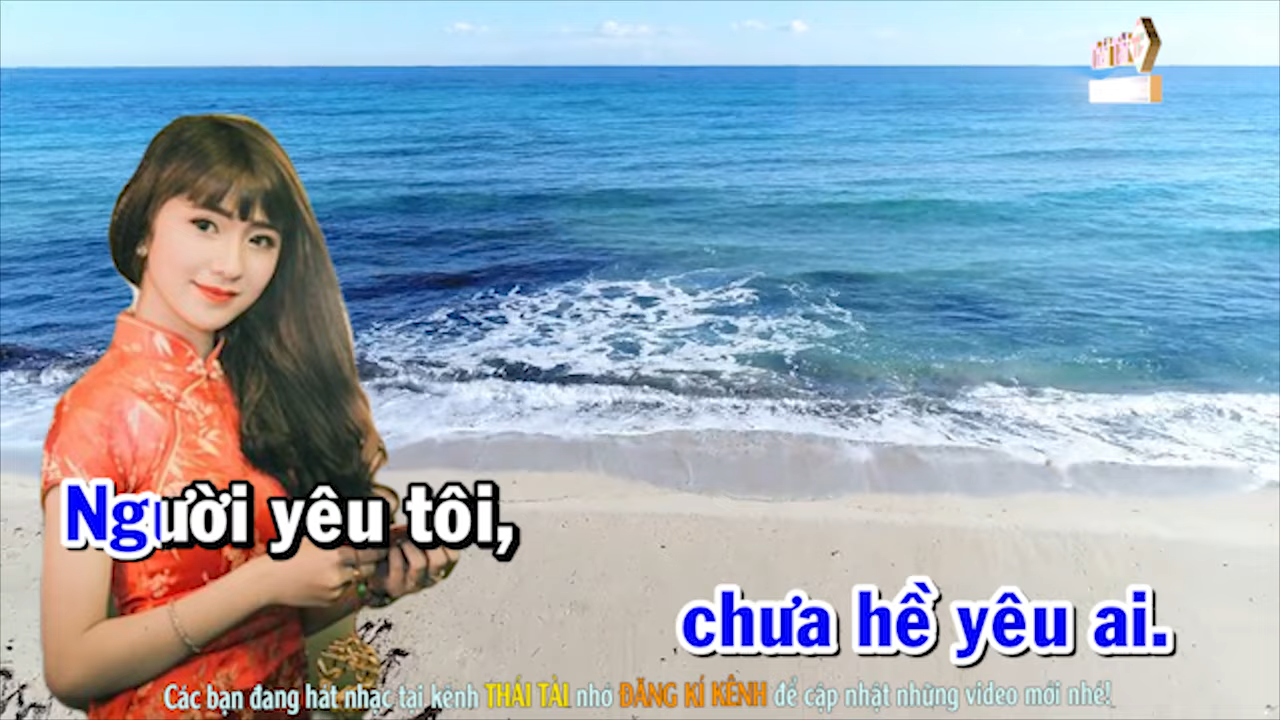 Người yêu tôi,
chưa hề yêu ai.
Các bạn đang hát nhạc tại kênh THÁI TÀI nhớ ĐĂNG KÍ KÊNH để cập nhật những video mới nhé!